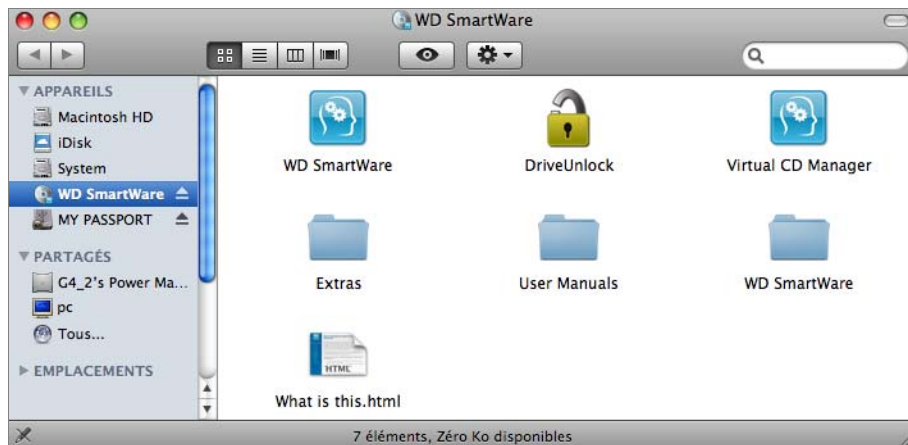 WD SmartWare
APPAREILS
Macintosh HD
iDisk
System
WD SmartWare
MY PASSPORT
PARTAGÉS
G4_2's Power Ma...
pc
Tous...
EMPLACEMENTS
WD SmartWare
DriveUnlock
Virtual CD Manager
Extras
User Manuals
WD SmartWare
HTML
What is this.html
7 éléments, Zéro Ko disponibles